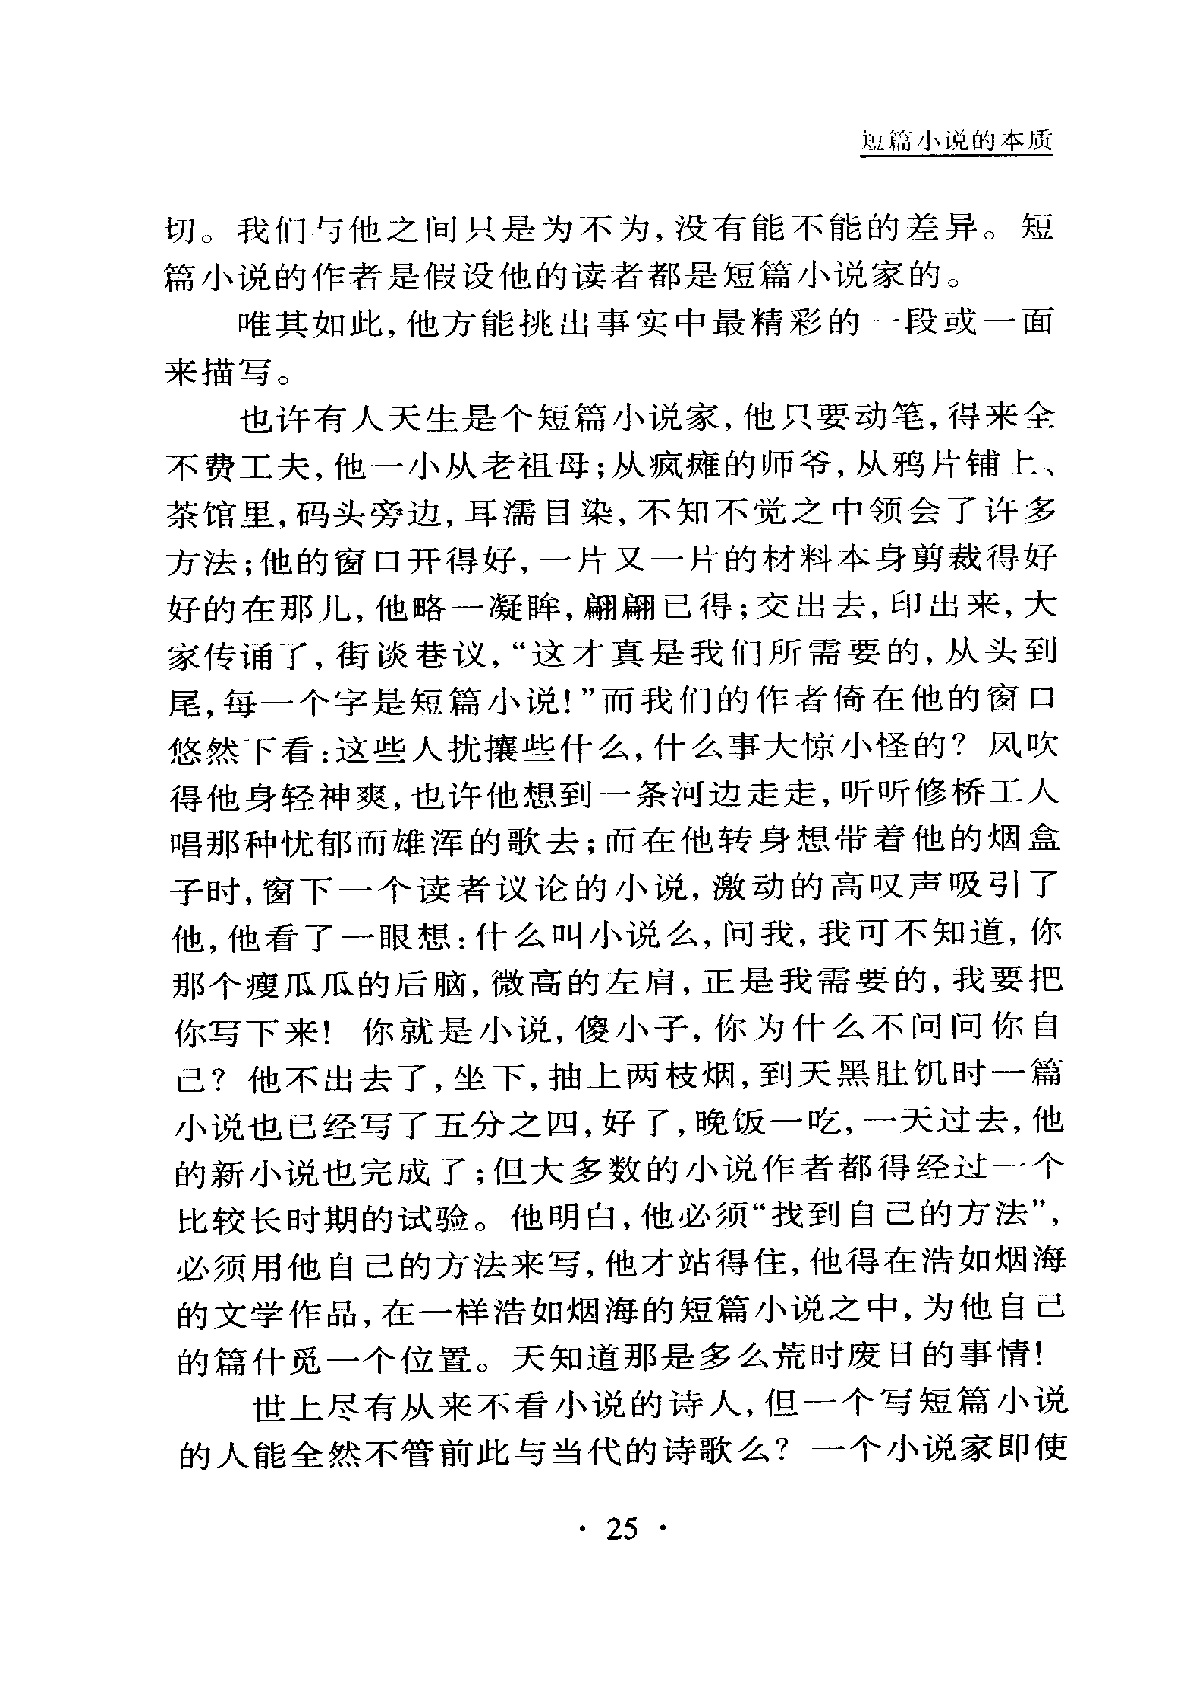 短篇小说的本质
切。我们与他之间只是为不为，没有能不能的差异。短
篇小说的作者是假设他的读者都是短篇小说家的。
唯其如此，他方能挑出事实中最精彩的一段或一面
来描写。
也许有人天生是个短篇小说家，他只要动笔，得来全
不费工夫，他一小从老祖母；从疯瘫的师爷，从鸦片铺上、
茶馆里，码头旁边，耳濡目染，不知不觉之中领会了许多
方法；他的窗口开得好，一片又一片的材料本身剪裁得好
好的在那儿，他略一凝眸，翩翩已得；交出去，印出来，大
家传诵了，街谈巷议，“这才真是我们所需要的，从头到
尾，每一个字是短篇小说！”而我们的作者倚在他的窗口
悠然下看：这些人扰攘些什么，什么事大惊小怪的？风吹
得他身轻神爽，也许他想到一条河边走走，听听修桥工人
唱那种忧郁而雄浑的歌去；而在他转身想带着他的烟盒
子时，窗下一个读者议论的小说，激动的高叹声吸引了
他，他看了一眼想：什么叫小说么，问我，我可不知道，你
那个瘦瓜瓜的后脑，微高的左肩，正是我需要的，我要把
你写下来！你就是小说，傻小子，你为什么不问问你自
己？他不出去了，坐下，抽上两枝烟，到天黑肚饥时一篇
小说也已经写了五分之四，好了，晚饭一吃，一天过去，他
的新小说也完成了；但大多数的小说作者都得经过一个
比较长时期的试验。他明白，他必须“找到自己的方法”，
必须用他自己的方法来写，他才站得住，他得在浩如烟海
的文学作品，在一样浩如烟海的短篇小说之中，为他自己
的篇什觅一个位置。天知道那是多么荒时废日的事情！
世上尽有从来不看小说的诗人，但一个写短篇小说
的人能全然不管前此与当代的诗歌么？一个小说家即使
· 25 ·